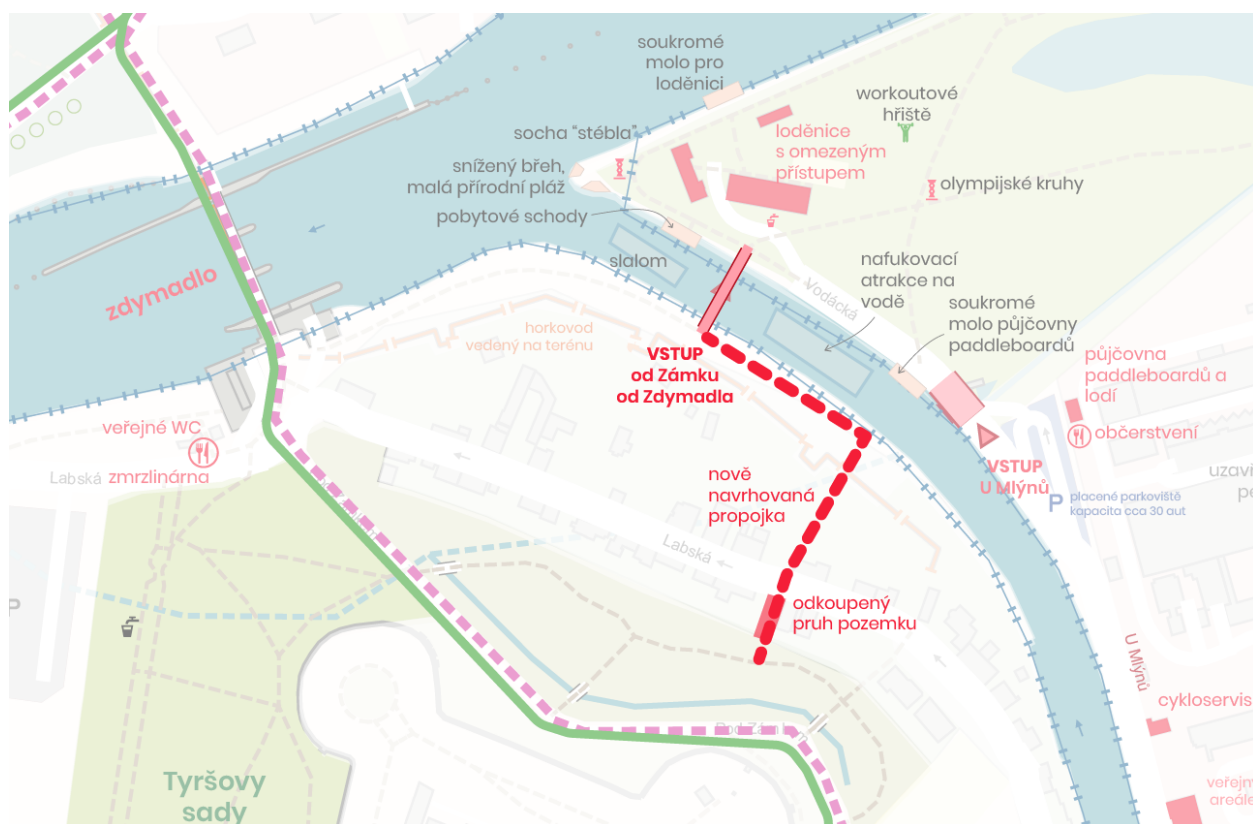 soukromé
molo pro
loděnici
workoutové
hřiště
socha "stébla"
loděnice
s omezeným
přístupem
snížený břeh,
malá přírodní pláž
olympijské kruhy
pobytové schody
slalom
nafukovací
atrakce na
vodě
zdymadlo
Vodácká
soukromé
molo půjčovny
paddleboardů
horkovod
vedený na terénu
VSTUP
od Zámku
od Zdymadla
půjčovna
paddleboardů a
lodí
občerstvení
veřejné WC
zmrzlinárna
Labská
VSTUP
U Mlýnů
nově
navrhovaná
propojka
P placené parkoviště
kapacita cca 30 aut
Labská
odkoupený
pruh pozemku
P
U Mlýnů
cykloservis
Pod Zámkem
Tyršovy
sady